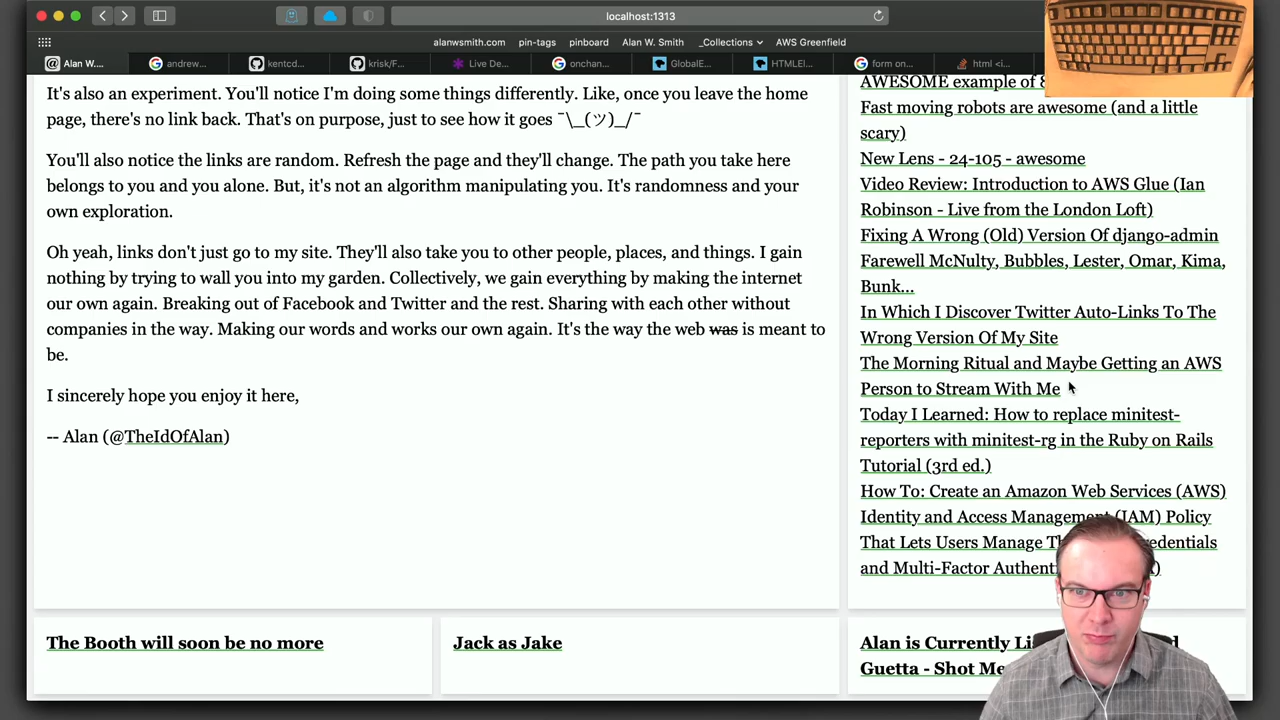 localhost:1313
alanwsmith.com pin-tags pinboard Alan W. Smith _Collections AWS Greenfield
Alan W.... andrew... kentcd... krisk/F... Live De... onchan... GlobalE... HTMLEl... form on... html <i...
It's also an experiment. You'll notice I'm doing some things differently. Like, once you leave the home
page, there's no link back. That's on purpose, just to see how it goes ¯\_(ツ)_/¯
You'll also notice the links are random. Refresh the page and they'll change. The path you take here
belongs to you and you alone. But, it's not an algorithm manipulating you. It's randomness and your
own exploration.
Oh yeah, links don't just go to my site. They'll also take you to other people, places, and things. I gain
nothing by trying to wall you into my garden. Collectively, we gain everything by making the internet
our own again. Breaking out of Facebook and Twitter and the rest. Sharing with each other without
companies in the way. Making our words and works our own again. It's the way the web was is meant to
be.
I sincerely hope you enjoy it here,
-- Alan (@TheIdOfAlan)
AWESOME example of
Fast moving robots are awesome (and a little
scary)
New Lens - 24-105 - awesome
Video Review: Introduction to AWS Glue (Ian
Robinson - Live from the London Loft)
Fixing A Wrong (Old) Version Of django-admin
Farewell McNulty, Bubbles, Lester, Omar, Kima,
Bunk...
In Which I Discover Twitter Auto-Links To The
Wrong Version Of My Site
The Morning Ritual and Maybe Getting an AWS
Person to Stream With Me
Today I Learned: How to replace minitest-
reporters with minitest-rg in the Ruby on Rails
Tutorial (3rd ed.)
How To: Create an Amazon Web Services (AWS)
Identity and Access Management (IAM) Policy
That Lets Users Manage
and Multi-Factor
The Booth will soon be no more
Jack as Jake
Alan is Currently
Guetta - Shot